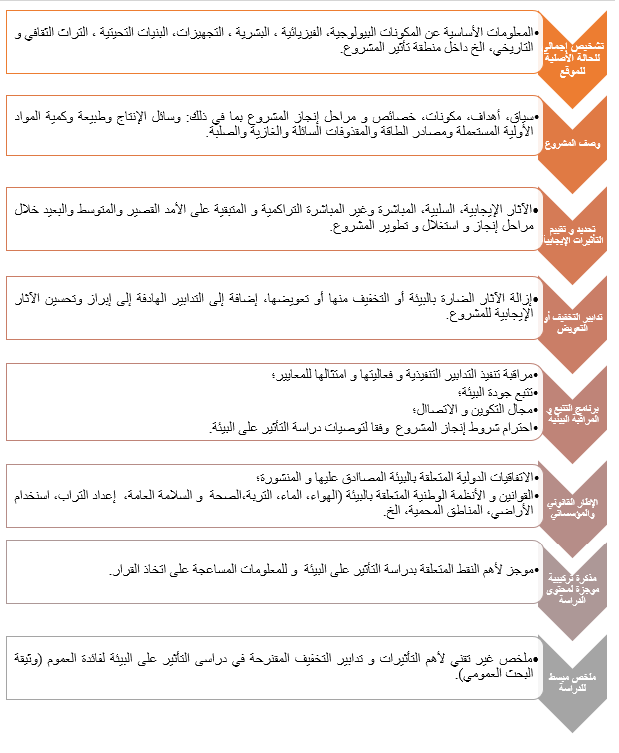 تشخيص إجمالي
للحالة الأصلية
للموقع
•المعلومات الأساسية عن المكونات البيولوجية، الفيزيائية ، البشرية ، التجهيزات، البنيات التحيتية ، التراث الثقافي و
التاريخي، الخ داخل منطقة تأثير المشروع.
وصف المشروع
•سياق، أهداف، مكونات، خصائص و مراحل إنجاز المشروع بما في ذلك: وسائل الإنتاج وطبيعة وكمية المواد
الأولية المستعملة ومصادر الطاقة والمقذوفات السائلة والغازية والصلبة.
تحديد و تقييم
التأثيرات الإيجابية
•الآثار الإيجابية، السلبية، المباشرة وغير المباشرة التراكمية و المتبقية على الأمد القصير والمتوسط والبعيد خلال
مراحل إنجاز و استغلال و تطوير المشروع.
تدابير التخفيف أو
التعويض
•إزالة الآثار الضارة بالبيئة أو التخفيف منها أو تعويضها، إضافة إلى التدابير الهادفة إلى إبراز وتحسين الآثار
الإيجابية للمشروع.
برنامج التتبع و
المراقبة البيئية
•مراقبة تنفيذ التدابير التنفيذية و فعاليتها و امتثالها للمعايير؛
•تتبع جودة البيئة؛
•مجال التكوين و الاتصاال؛
•احترام شروط إنجاز المشروع وفقا لتوصيات دراسة التأثير على البيئة.
الإطار القانوني
والمؤسساتي
•الاتفاقيات الدولية المتعلقة بالبيئة المصاادق عليها و المنشورة؛
•القوانين و الأنظمة الوطنية المتعلقة بالبيئة (الهواء، الماء، التربة،الصحة و السلامة العامة، إعداد التراب، استخدام
الأراضي، المناطق المحمية، الخ.
مذكرة تركيبية
موجزة لمحتوى
الدراسة
•موجز لأهم النقط المتعلقة بدراسة التأثير على البيئة و للمعلومات المساعجة على اتخاذ القرار.
ملخص مبسط
للدراسة
•ملخص غير تقني لأهم التأثيرات و تدابير التخفيف المقترحة في دراسى التأثير على البيئة لفائدة العموم (وثيقة
البحث العمومي).